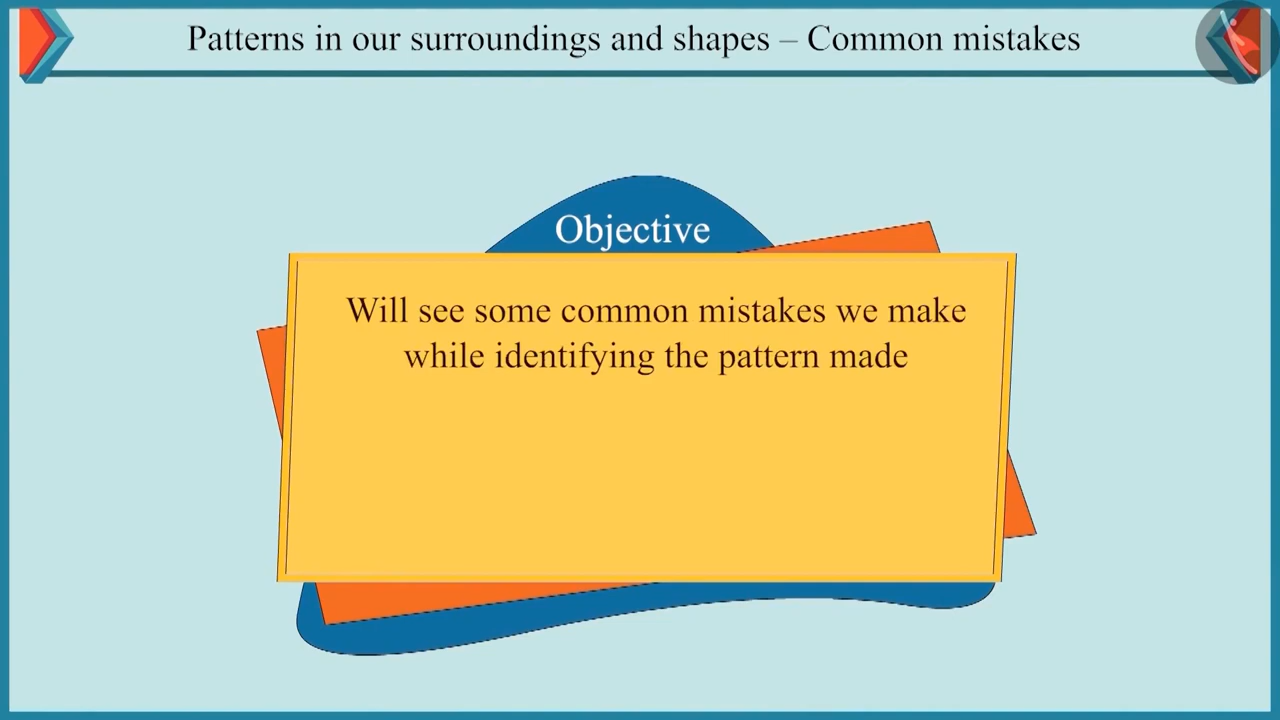 Patterns in our surroundings and shapes – Common mistakes
Objective
Will see some common mistakes we make
while identifying the pattern made